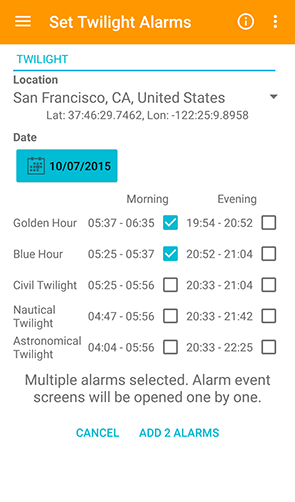 Set Twilight Alarms
TWILIGHT
Location
San Francisco, CA, United States
Lat: 37:46:29.7462, Lon: -122:25:9.8958
Date
10/07/2015
Morning Evening
Golden Hour 05:37 - 06:35 19:54 - 20:52
Blue Hour 05:25 - 05:37 20:52 - 21:04
Civil Twilight 05:25 - 05:56 20:33 - 21:04
Nautical
Twilight 04:47 - 05:56 20:33 - 21:42
Astronomical
Twilight 04:04 - 05:56 20:33 - 22:25
Multiple alarms selected. Alarm event
screens will be opened one by one.
CANCEL ADD 2 ALARMS